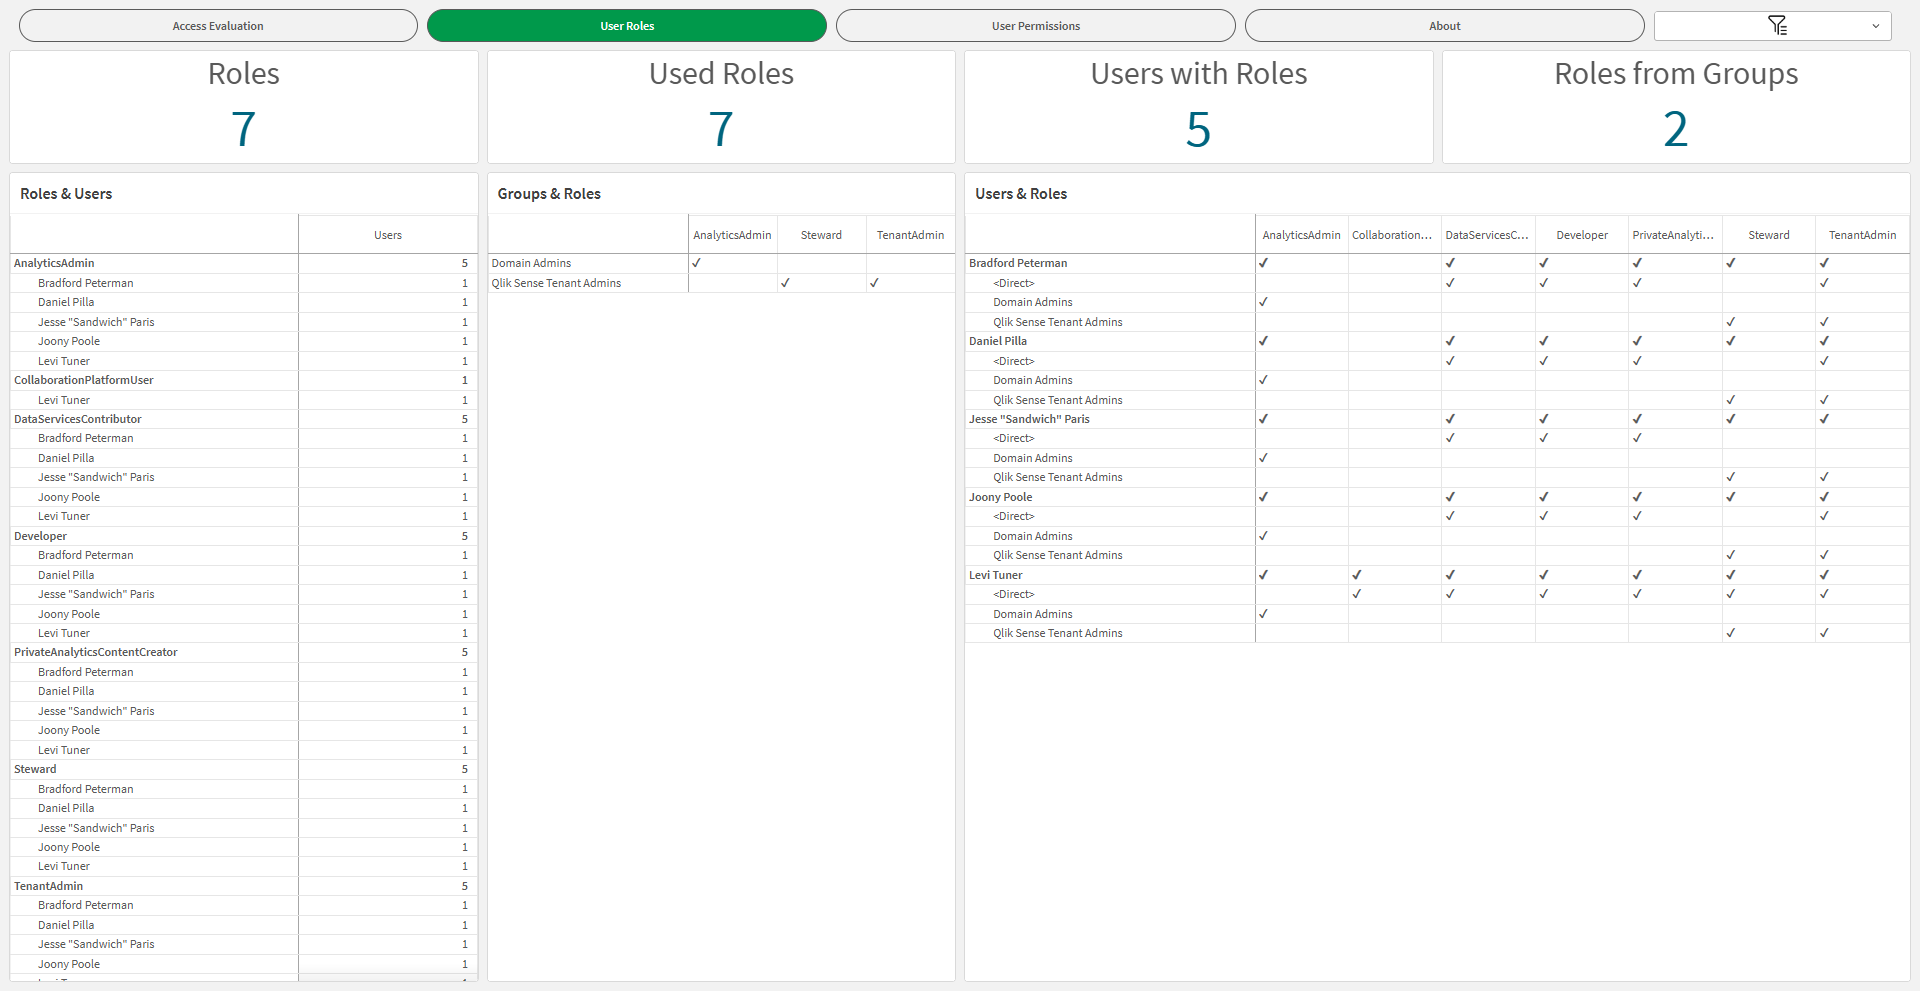 Access Evaluation
User Roles
User Permissions
About
Roles
7
Used Roles
7
Users with Roles
5
Roles from Groups
2
Roles & Users
Users
AnalyticsAdmin 5
Bradford Peterman 1
Daniel Pilla 1
Jesse "Sandwich" Paris 1
Joony Poole 1
Levi Tuner 1
CollaborationPlatformUser 1
Levi Tuner 1
DataServicesContributor 5
Bradford Peterman 1
Daniel Pilla 1
Jesse "Sandwich" Paris 1
Joony Poole 1
Levi Tuner 1
Developer 5
Bradford Peterman 1
Daniel Pilla 1
Jesse "Sandwich" Paris 1
Joony Poole 1
Levi Tuner 1
PrivateAnalyticsContentCreator 5
Bradford Peterman 1
Daniel Pilla 1
Jesse "Sandwich" Paris 1
Joony Poole 1
Levi Tuner 1
Steward 5
Bradford Peterman 1
Daniel Pilla 1
Jesse "Sandwich" Paris 1
Joony Poole 1
Levi Tuner 1
TenantAdmin 5
Bradford Peterman 1
Daniel Pilla 1
Jesse "Sandwich" Paris 1
Joony Poole 1
Groups & Roles
AnalyticsAdmin Steward TenantAdmin
Domain Admins ✓
Qlik Sense Tenant Admins ✓ ✓
Users & Roles
AnalyticsAdmin Collaboration... DataServicesC... Developer PrivateAnalyti... Steward TenantAdmin
Bradford Peterman ✓ ✓ ✓ ✓ ✓ ✓
<Direct> ✓ ✓ ✓ ✓
Domain Admins ✓
Qlik Sense Tenant Admins ✓ ✓
Daniel Pilla ✓ ✓ ✓ ✓ ✓ ✓
<Direct> ✓ ✓ ✓ ✓
Domain Admins ✓
Qlik Sense Tenant Admins ✓ ✓
Jesse "Sandwich" Paris ✓ ✓ ✓ ✓ ✓ ✓
<Direct> ✓ ✓ ✓
Domain Admins ✓
Qlik Sense Tenant Admins ✓ ✓
Joony Poole ✓ ✓ ✓ ✓ ✓ ✓
<Direct> ✓ ✓ ✓ ✓
Domain Admins ✓
Qlik Sense Tenant Admins ✓ ✓
Levi Tuner ✓ ✓ ✓ ✓ ✓ ✓ ✓
<Direct> ✓ ✓ ✓ ✓ ✓ ✓
Domain Admins ✓
Qlik Sense Tenant Admins ✓ ✓